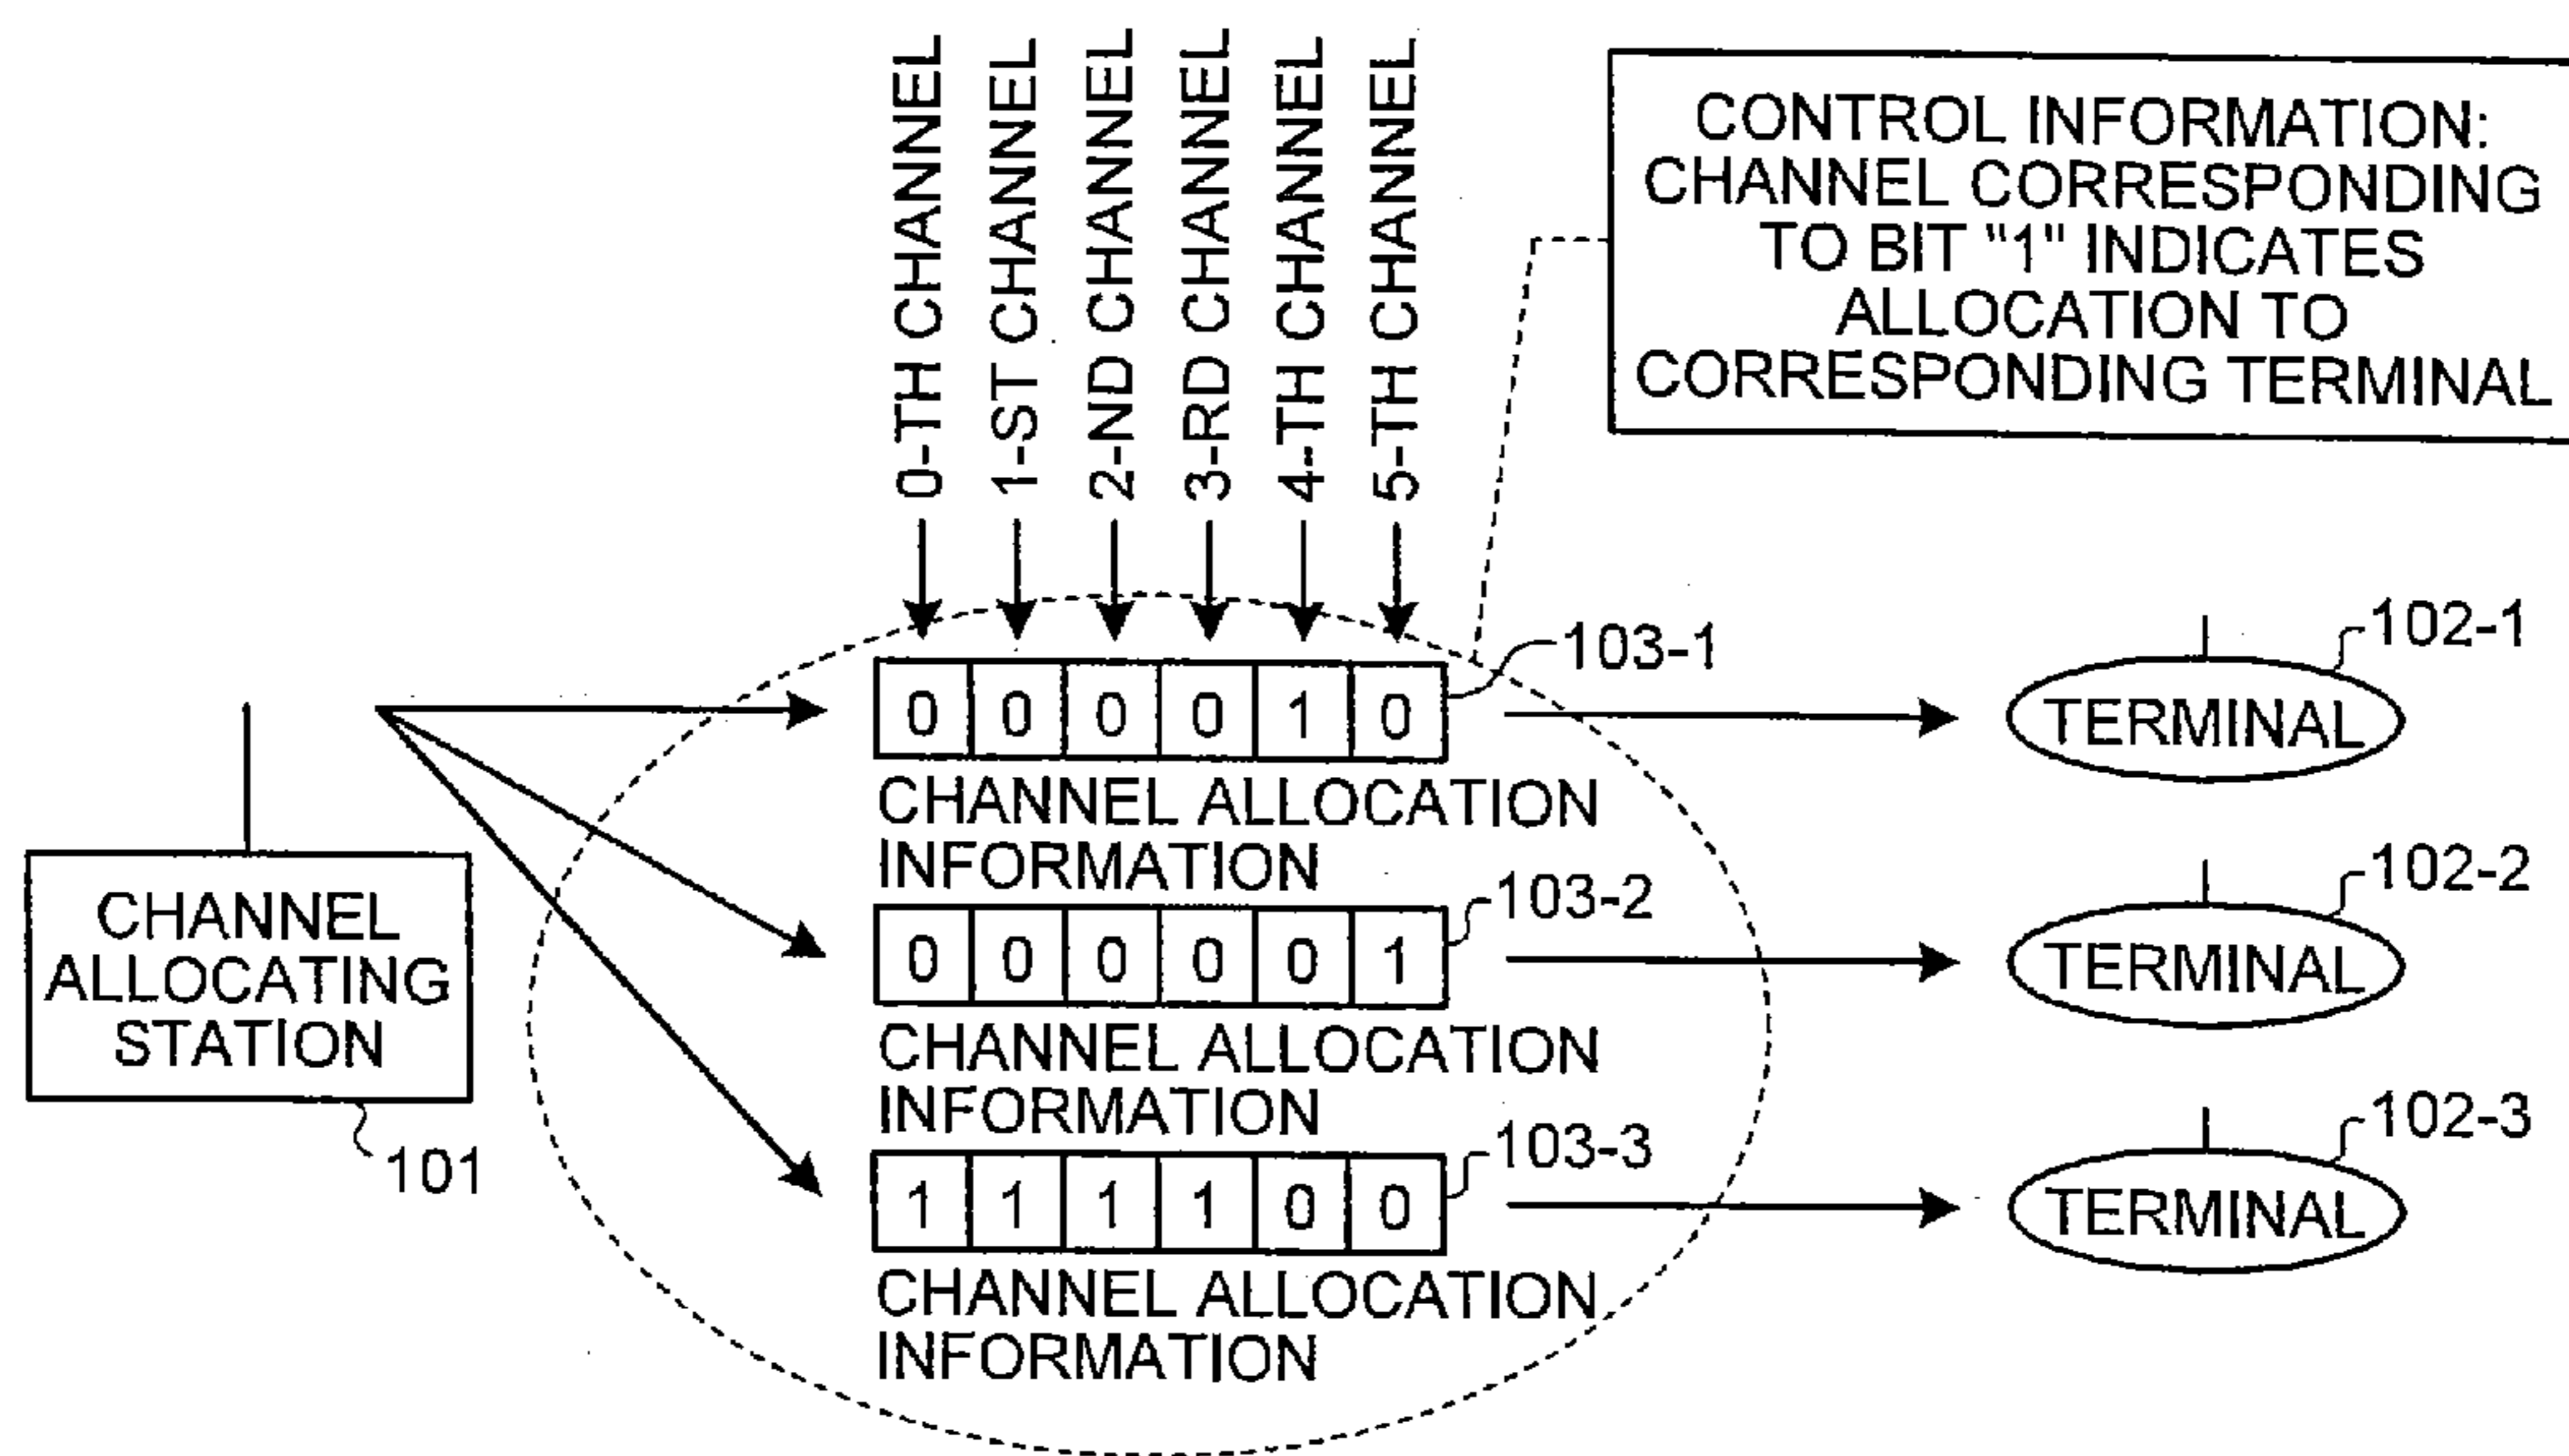 0-TH CHANNEL
1-ST CHANNEL
2-ND CHANNEL
3-RD CHANNEL
4-TH CHANNEL
5-TH CHANNEL
CONTROL INFORMATION:
CHANNEL CORRESPONDING
TO BIT "1" INDICATES
ALLOCATION TO
CORRESPONDING TERMINAL
CHANNEL
ALLOCATING
STATION
101
0 0 0 0 1 0
103-1
CHANNEL ALLOCATION
INFORMATION
0 0 0 0 0 1
103-2
CHANNEL ALLOCATION
INFORMATION
1 1 1 1 0 0
103-3
CHANNEL ALLOCATION
INFORMATION
102-1
TERMINAL
102-2
TERMINAL
102-3
TERMINAL